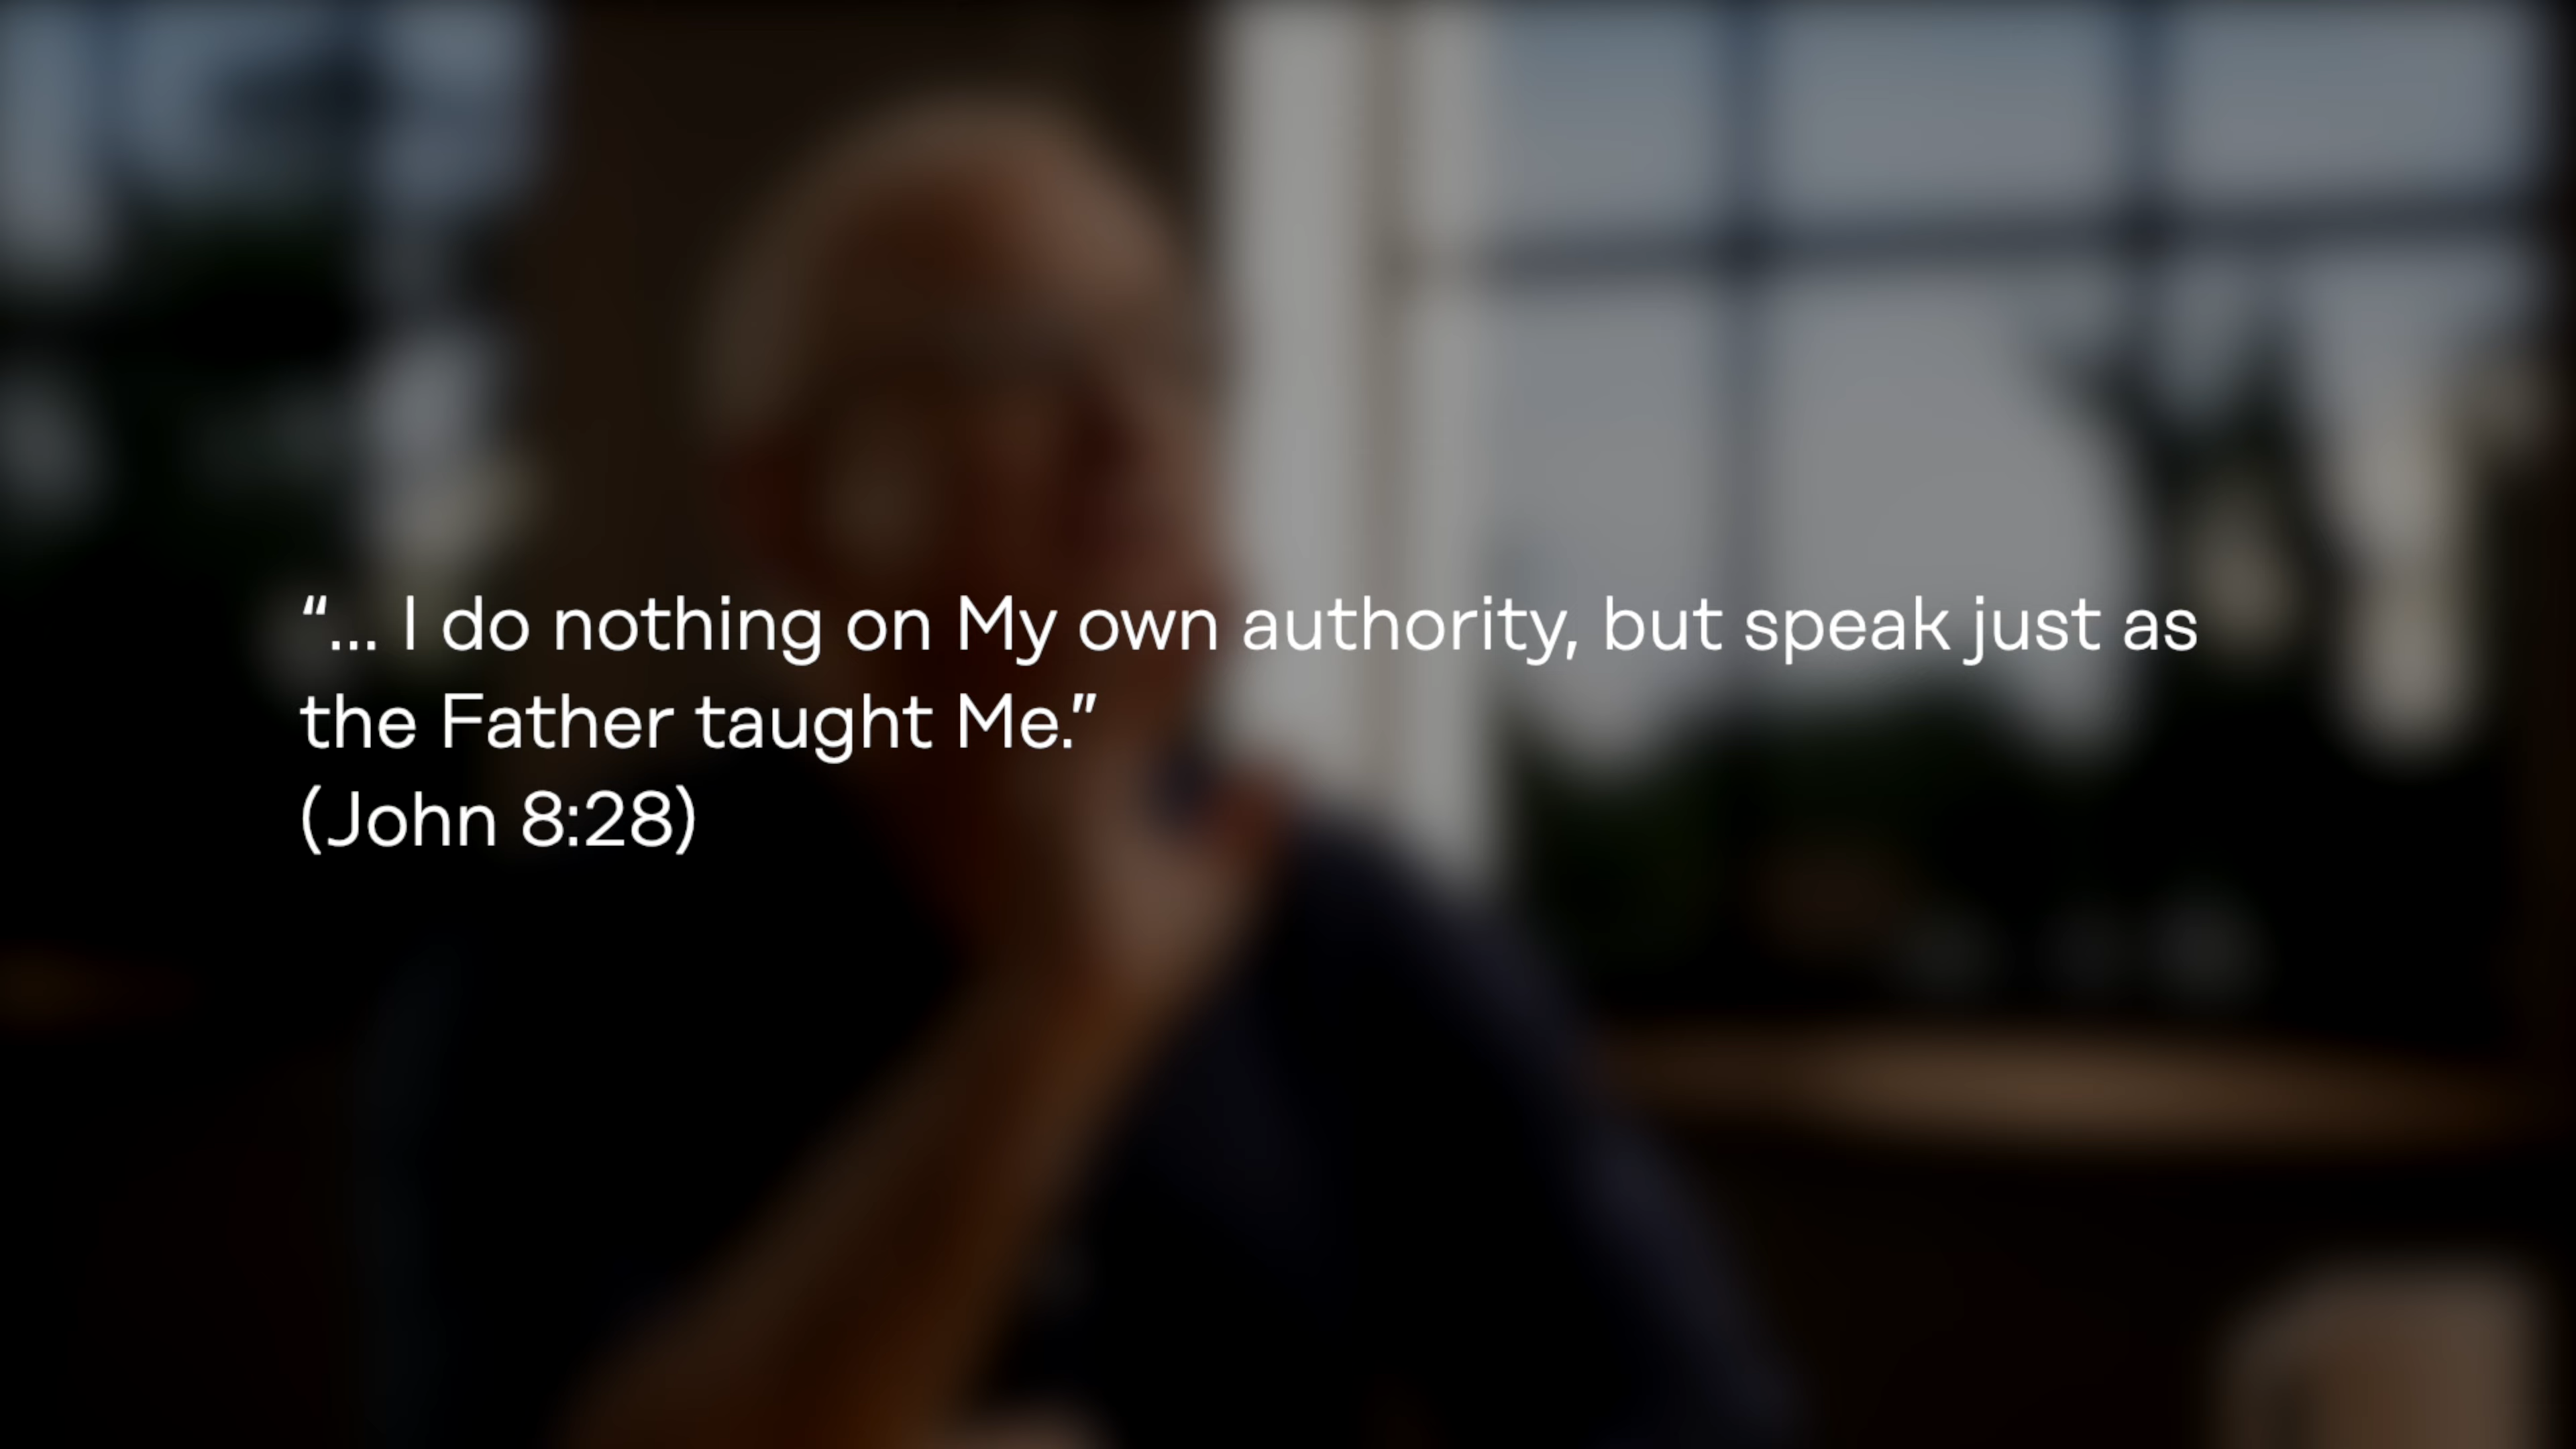 “... I do nothing on My own authority, but speak just as
the Father taught Me.”
(John 8:28)